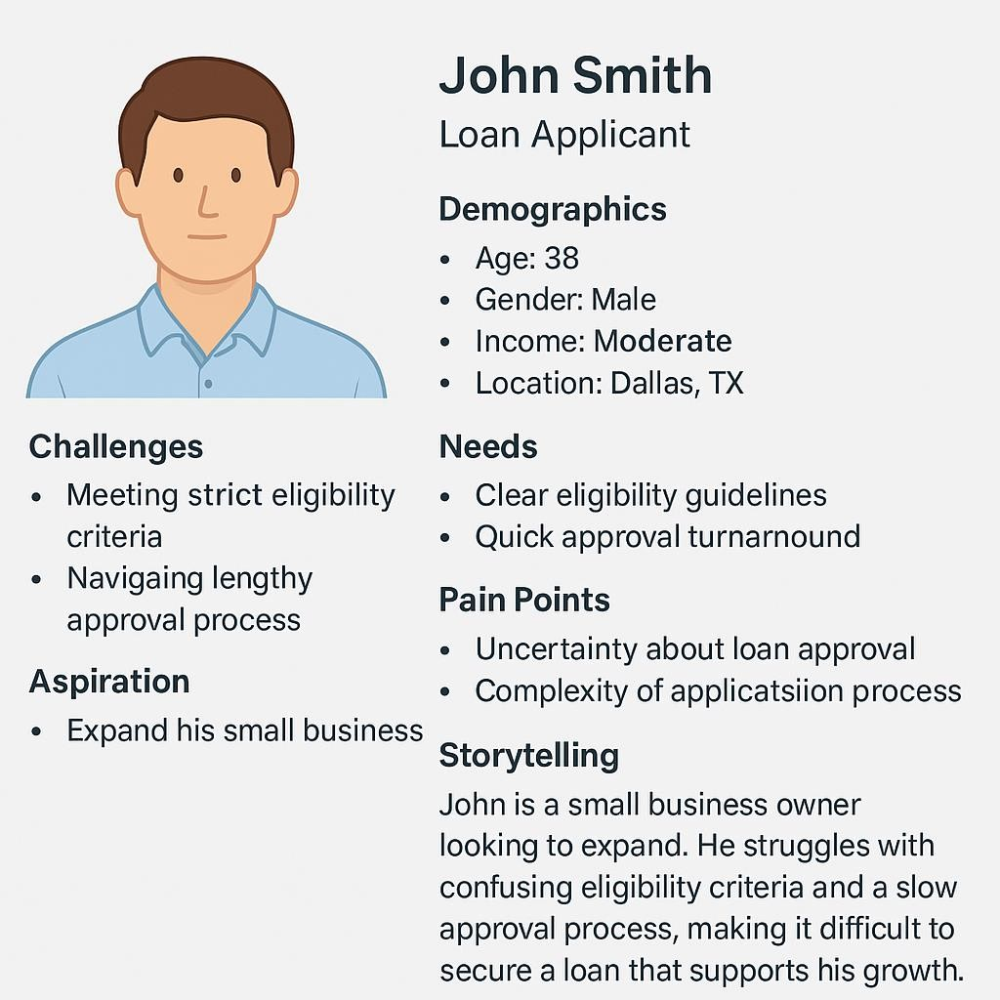 John Smith
Loan Applicant
Demographics
• Age: 38
• Gender: Male
• Income: Moderate
• Location: Dallas, TX
Challenges
• Meeting strict eligibility
criteria
• Navigaing lengthy
approval process
Aspiration
• Expand his small business
Needs
• Clear eligibility guidelines
• Quick approval turnarnound
Pain Points
• Uncertainty about loan approval
• Complexity of applicatsiion process
Storytelling
John is a small business owner
looking to expand. He struggles with
confusing eligibility criteria and a slow
approval process, making it difficult to
secure a loan that supports his growth.